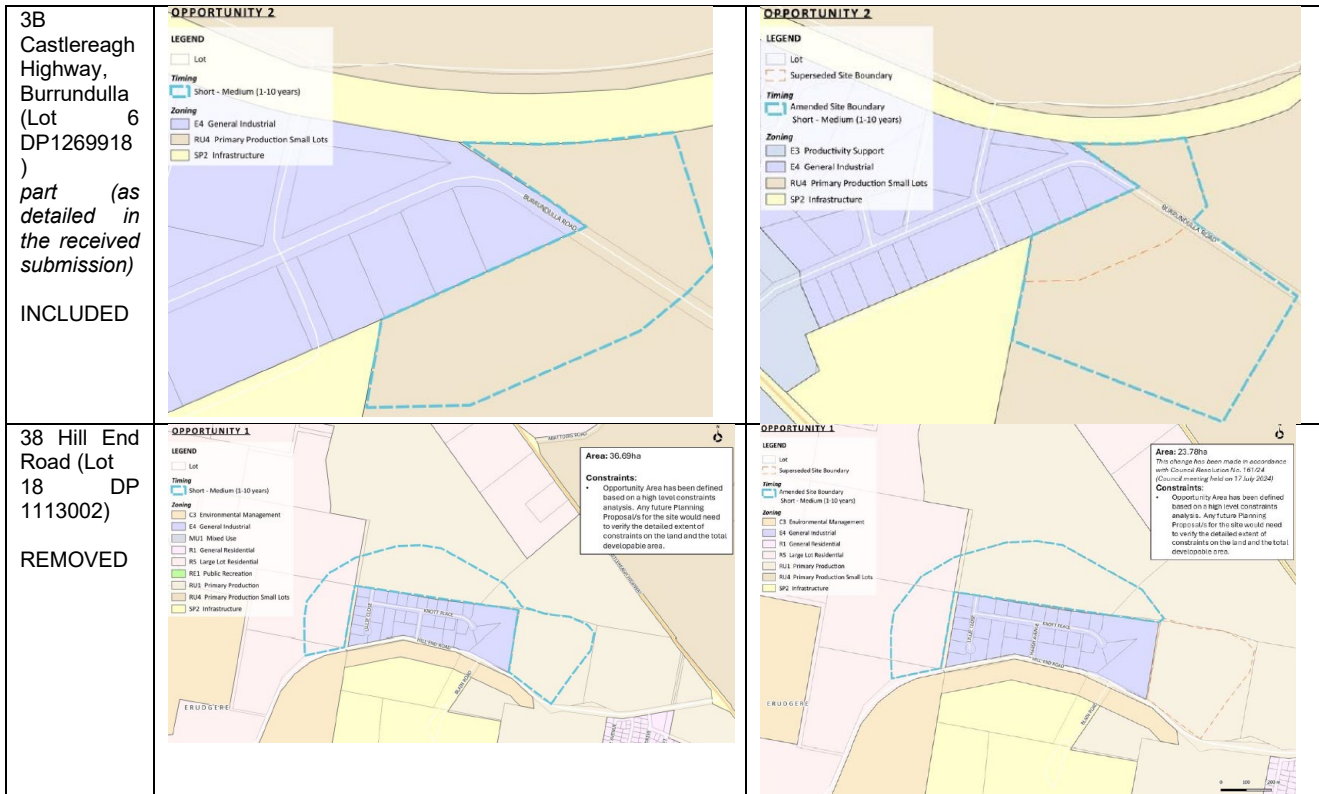 3B
Castlereagh
Highway,
Burrundulla
(Lot 6
DP1269918
)
part (as
detailed in
the received
submission)
INCLUDED
OPPORTUNITY 2
LEGEND
Lot
Timing
Short - Medium (1-10 years)
Zoning
E4 General Industrial
RU4 Primary Production Small Lots
SP2 Infrastructure
BURRUNDULLA ROAD
OPPORTUNITY 2
LEGEND
Lot
Superseded Site Boundary
Timing
Amended Site Boundary
Short - Medium (1-10 years)
Zoning
E3 Productivity Support
E4 General Industrial
RU4 Primary Production Small Lots
SP2 Infrastructure
BURRUNDULLA ROAD
38 Hill End
Road (Lot
18 DP
1113002)
REMOVED
OPPORTUNITY 1
LEGEND
Lot
Timing
Short - Medium (1-10 years)
Zoning
C3 Environmental Management
E4 General Industrial
MU1 Mixed Use
R1 General Residential
R5 Large Lot Residential
RE1 Public Recreation
RU1 Primary Production
RU4 Primary Production Small Lots
SP2 Infrastructure
Area: 36.69ha
Constraints:
• Opportunity Area has been defined
based on a high level constraints
analysis. Any future Planning
Proposal/s for the site would need
to verify the detailed extent of
constraints on the land and the total
developable area.
KNOTT PLACE
HILL END ROAD
BLAIN ROAD
ERUDGERE
OPPORTUNITY 1
LEGEND
Lot
Superseded Site Boundary
Timing
Amended Site Boundary
Short - Medium (1-10 years)
Zoning
C3 Environmental Management
E4 General Industrial
R1 General Residential
R5 Large Lot Residential
RU1 Primary Production
RU4 Primary Production Small Lots
SP2 Infrastructure
Area: 23.78ha
This change has been made in accordance
with Council Resolution No. 161/24
(Council meeting held on 17 July 2024)
Constraints:
• Opportunity Area has been defined
based on a high level constraints
analysis. Any future Planning
Proposal/s for the site would need
to verify the detailed extent of
constraints on the land and the total
developable area.
KNOTT PLACE
HILL END ROAD
BLAIN ROAD
ERUDGERE
0 100 200 m